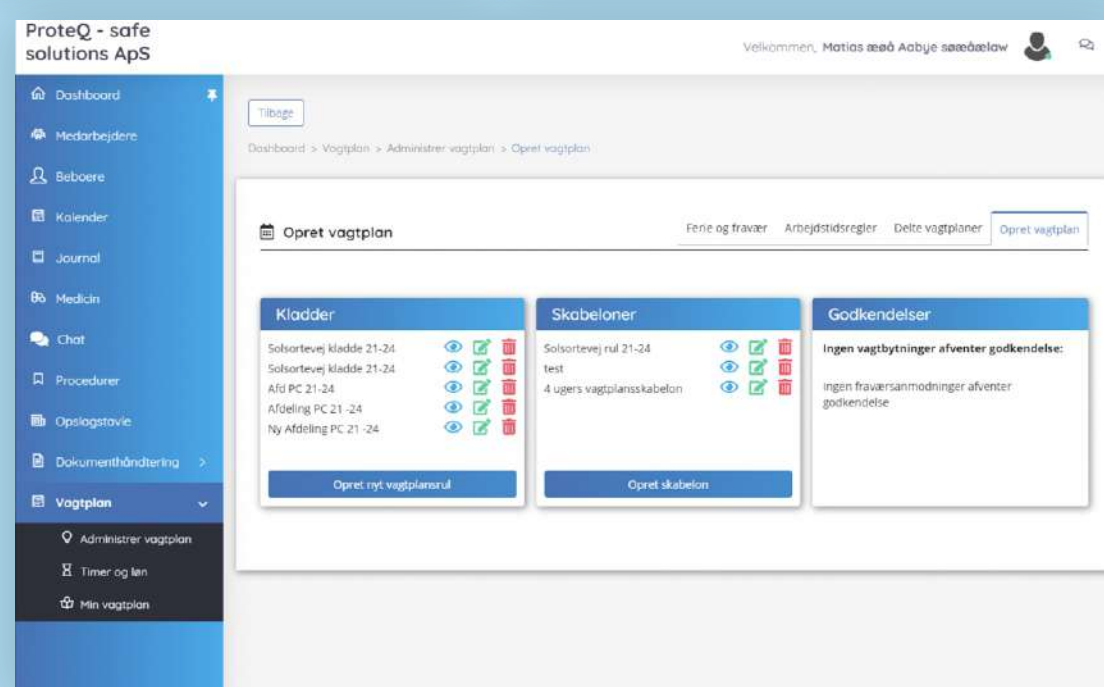 ProteQ - safe
solutions ApS
Velkommen, Matias æøå Aabye søæåælaw
Dashboard
Medarbejdere
Beboere
Kalender
Journal
Medicin
Chat
Procedurer
Opslagstavle
Dokumenthåndtering >
Vagtplan
Administrer vagtplan
Timer og løn
Min vagtplan
Tilbage
Dashboard > Vagtplan > Administrer vagtplan > Opret vagtplan
Opret vagtplan
Ferie og fravær Arbejdstidsregler Delte vagtplaner Opret vagtplan
Kladder
Solsortevej kladde 21-24
Solsortevej kladde 21-24
Afd PC 21-24
Afdeling PC 21 -24
Ny Afdeling PC 21 -24
Opret nyt vagtplansrul
Skabeloner
Solsortevej rul 21-24
test
4 ugers vagtplansskabelon
Opret skabelon
Godkendelser
Ingen vagtbytninger afventer godkendelse:
Ingen fraværsanmodninger afventer
godkendelse